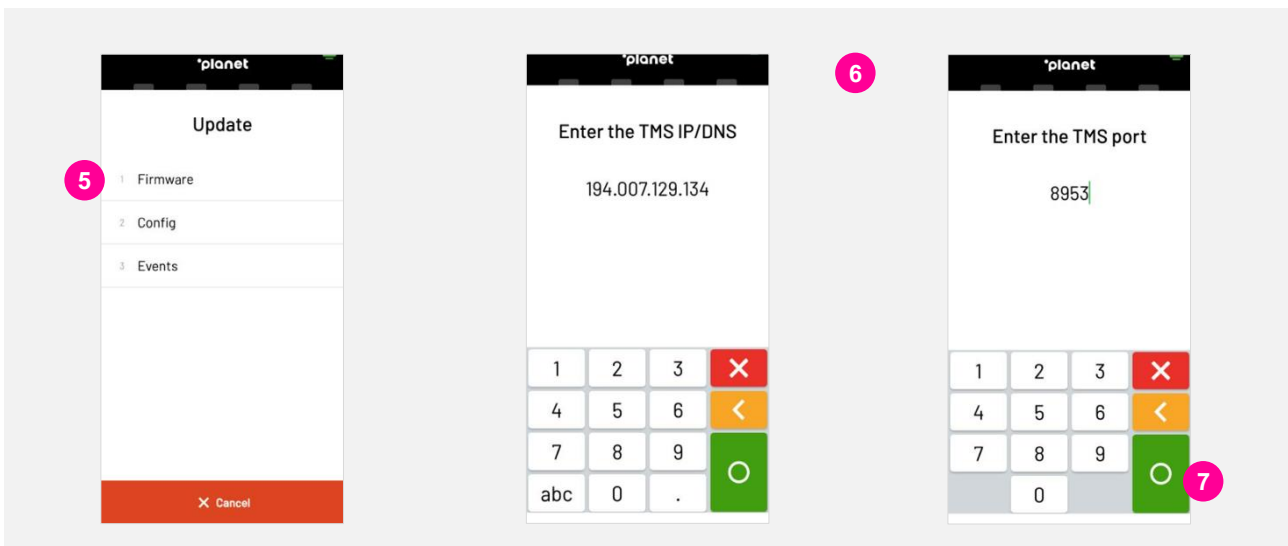 planet
Update
5
1 Firmware
2 Config
3 Events
X Cancel
planet
Enter the TMS IP/DNS
194.007.129.134
1 2 3
4 5 6
7 8 9
abc 0 .
6
planet
Enter the TMS port
8953
1 2 3
4 5 6
7 8 9
0
7